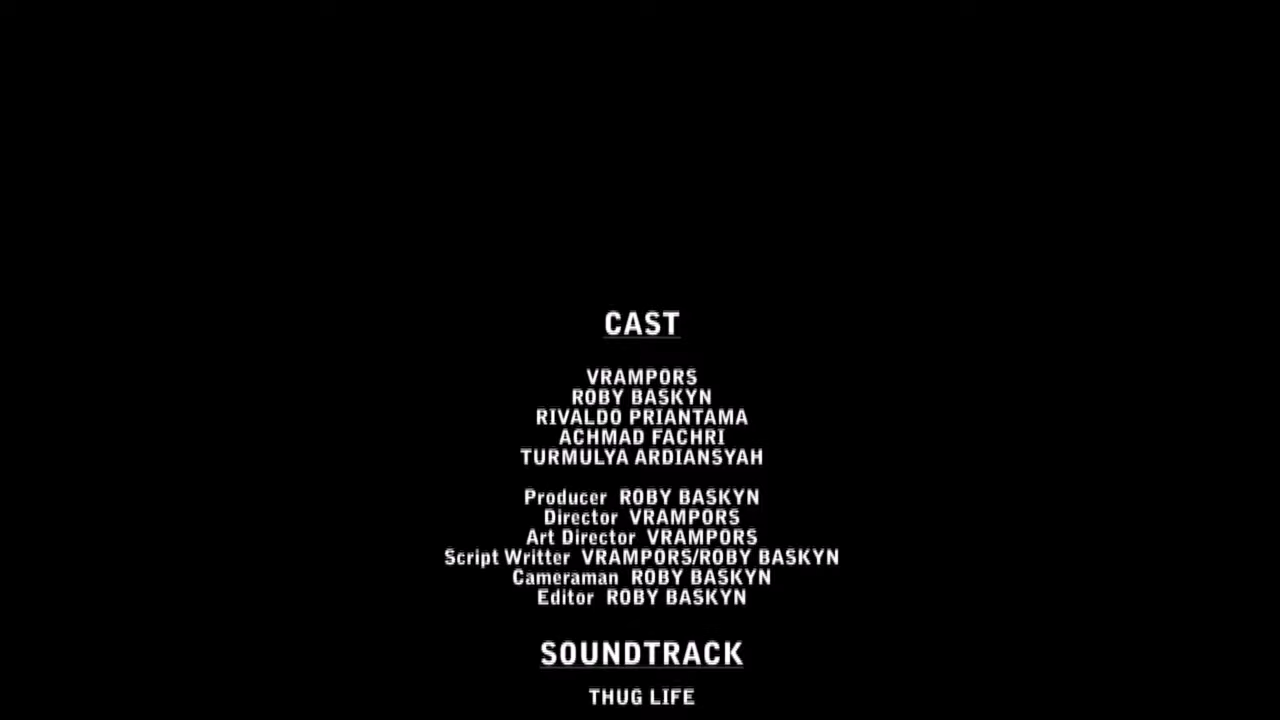 CAST
VRAMPORS
ROBY BASKYN
RIVALDO PRIANTAMA
ACHMAD FACHRI
TURMULYA ARDIANSYAH
Producer ROBY BASKYN
Director VRAMPORS
Art Director VRAMPORS
Script Writter VRAMPORS/ROBY BASKYN
Cameraman ROBY BASKYN
Editor ROBY BASKYN
SOUNDTRACK
THUG LIFE